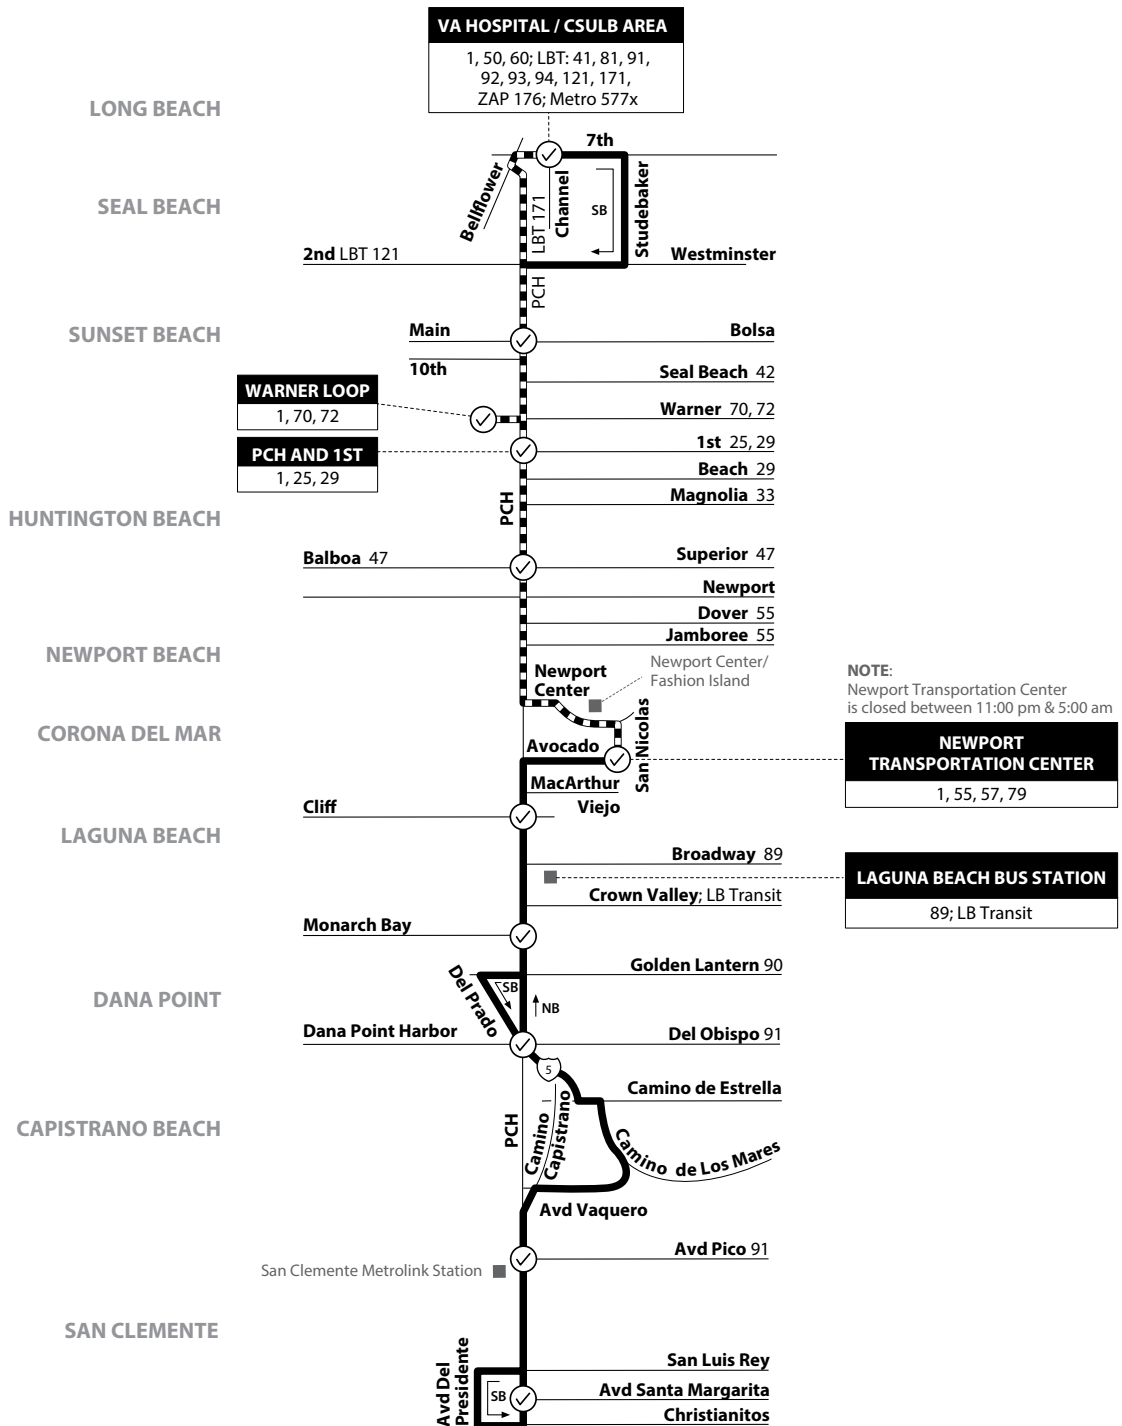 VA HOSPITAL / CSULB AREA
1, 50, 60; LBT: 41, 81, 91,
92, 93, 94, 121, 171,
ZAP 176; Metro 577x
LONG BEACH
7th
Bellflower
LBT 171
Channel
SB
Studebaker
SEAL BEACH
2nd LBT 121
Westminster
PCH
SUNSET BEACH
Main
Bolsa
10th
Seal Beach 42
WARNER LOOP
1, 70, 72
Warner 70, 72
1st 25, 29
PCH AND 1ST
1, 25, 29
Beach 29
Magnolia 33
PCH
HUNTINGTON BEACH
Balboa 47
Superior 47
Newport
Dover 55
Jamboree 55
NEWPORT BEACH
Newport
Center
Newport Center/
Fashion Island
NOTE:
Newport Transportation Center
is closed between 11:00 pm & 5:00 am
CORONA DEL MAR
San Nicolas
Avocado
NEWPORT
TRANSPORTATION CENTER
1, 55, 57, 79
MacArthur
Cliff
Viejo
LAGUNA BEACH
Broadway 89
LAGUNA BEACH BUS STATION
89; LB Transit
Crown Valley; LB Transit
Monarch Bay
Golden Lantern 90
Del Prado
SB
NB
DANA POINT
Dana Point Harbor
Del Obispo 91
5
Camino de Estrella
CAPISTRANO BEACH
PCH
Camino
Capistrano
Camino de Los Mares
Avd Vaquero
Avd Pico 91
San Clemente Metrolink Station
SAN CLEMENTE
Avd Del
Presidente
San Luis Rey
SB
Avd Santa Margarita
Christianitos